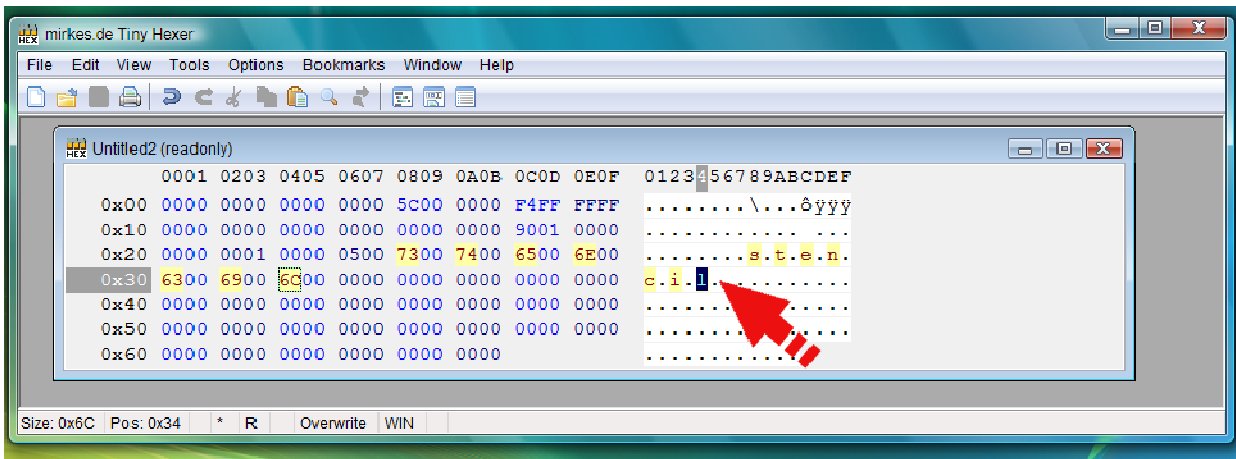 mirkes.de Tiny Hexer
File Edit View Tools Options Bookmarks Window Help
Untitled2 (readonly)
0001 0203 0405 0607 0809 0A0B 0C0D 0E0F 0123456789ABCDEF
0x00 0000 0000 0000 0000 5C00 0000 F4FF FFFF ........\...ôÿÿÿ
0x10 0000 0000 0000 0000 0000 0000 9001 0000 ............ ...
0x20 0000 0001 0000 0500 7300 7400 6500 6E00 ........s.t.e.n.
0x30 6300 6900 6C00 0000 0000 0000 0000 0000 c.i.l...........
0x40 0000 0000 0000 0000 0000 0000 0000 0000 ................
0x50 0000 0000 0000 0000 0000 0000 0000 0000 ................
0x60 0000 0000 0000 0000 0000 0000 ............
Size: 0x6C Pos: 0x34 * R Overwrite WIN